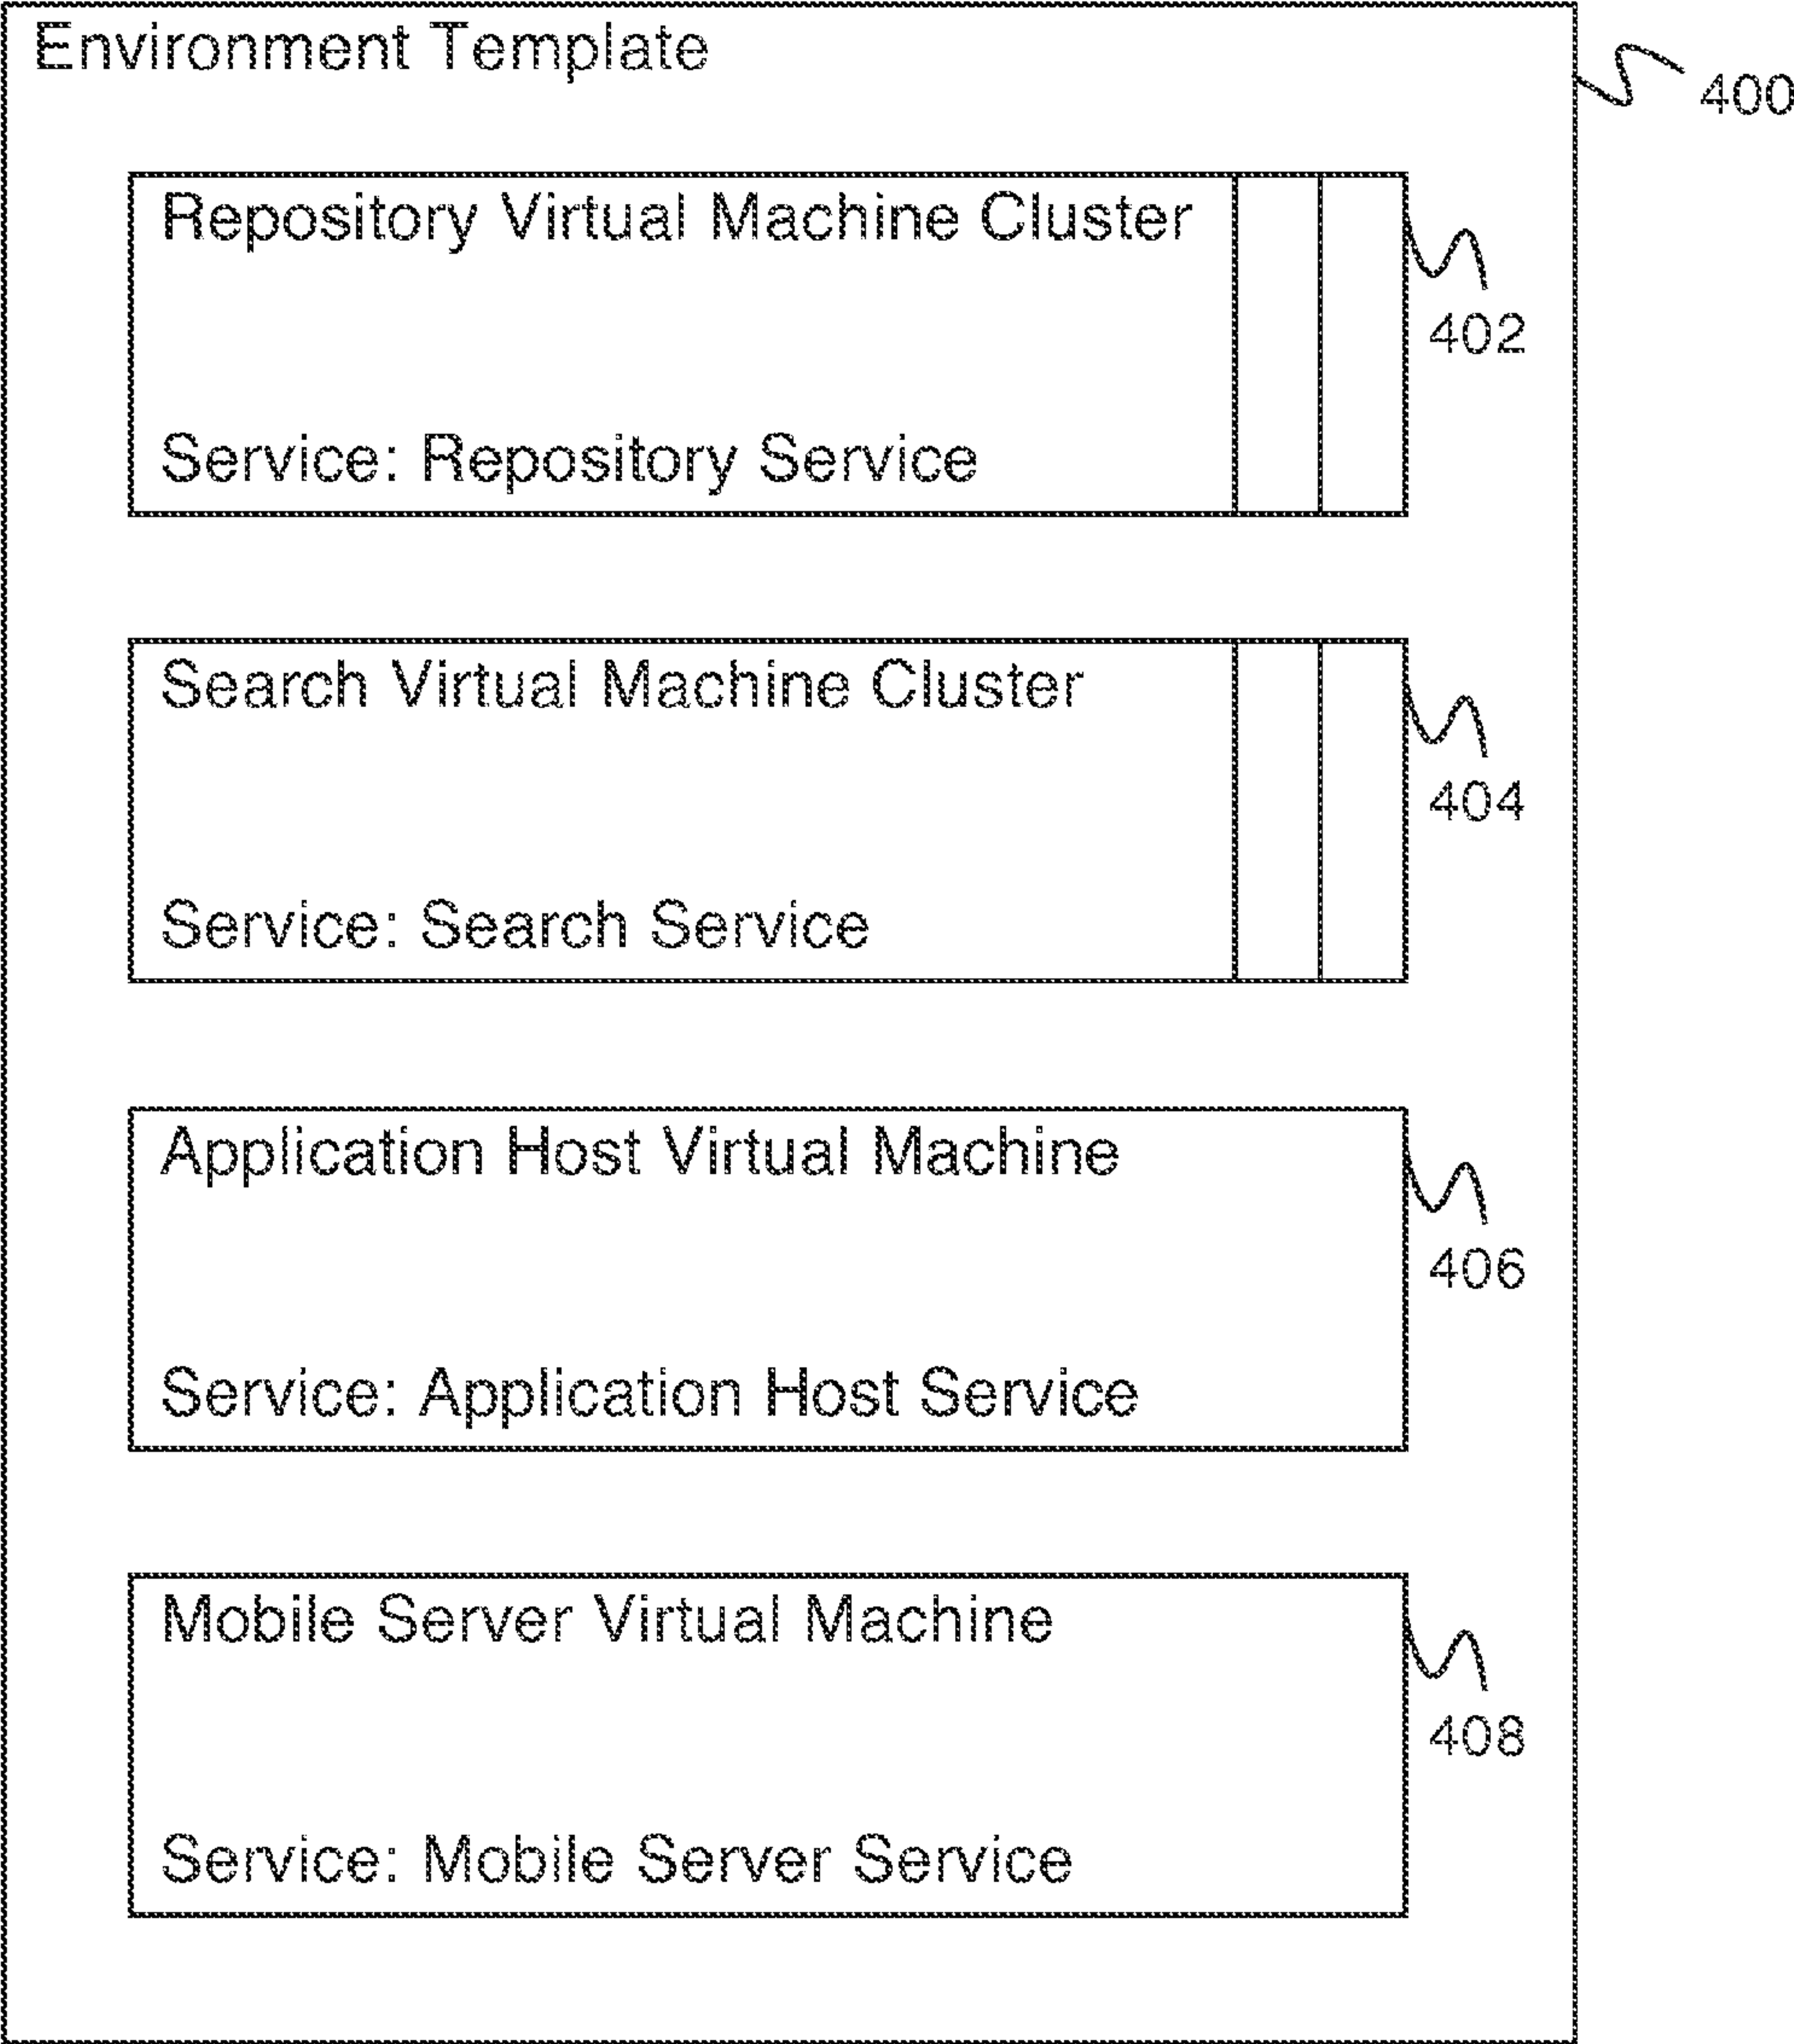 Environment Template
400
Repository Virtual Machine Cluster
402
Service: Repository Service
Search Virtual Machine Cluster
404
Service: Search Service
Application Host Virtual Machine
406
Service: Application Host Service
Mobile Server Virtual Machine
408
Service: Mobile Server Service